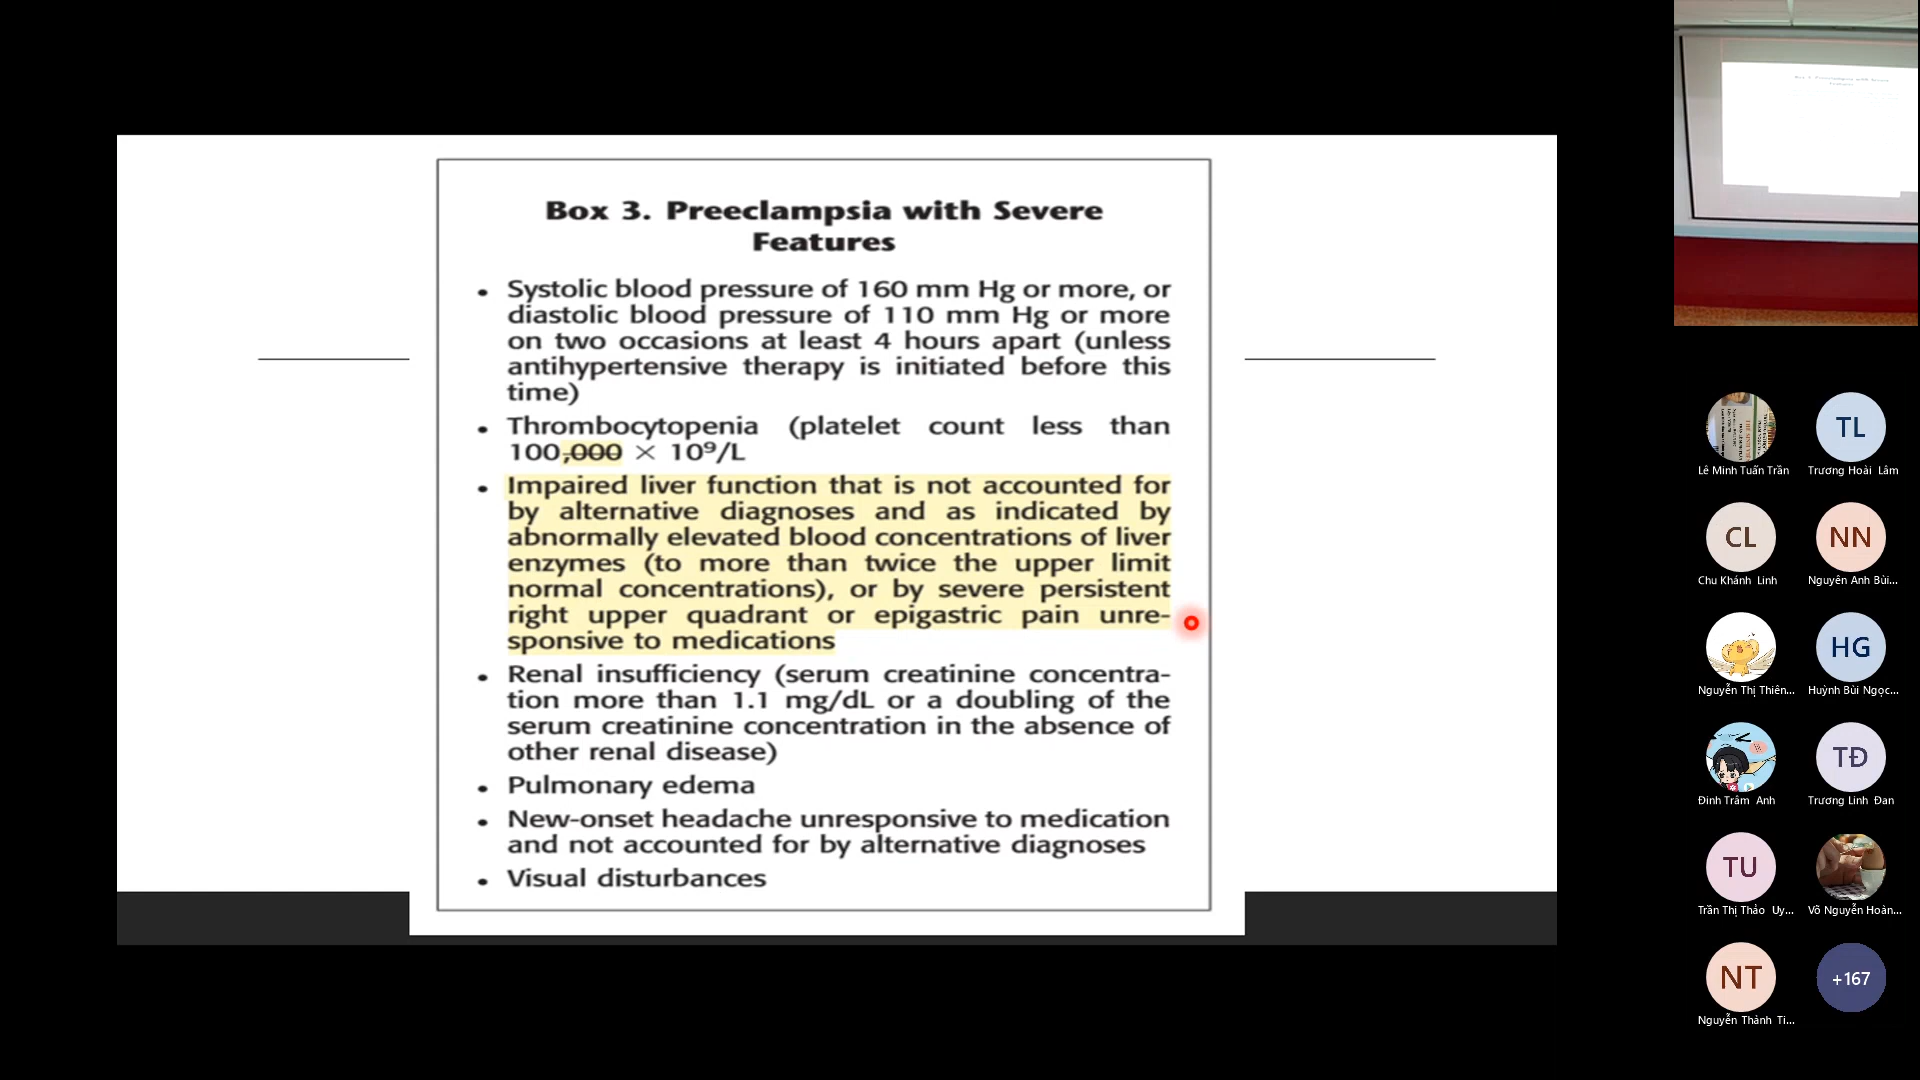 Box 3. Preeclampsia with Severe
Features
• Systolic blood pressure of 160 mm Hg or more, or
diastolic blood pressure of 110 mm Hg or more
on two occasions at least 4 hours apart (unless
antihypertensive therapy is initiated before this
time)
• Thrombocytopenia (platelet count less than
100,000 × 10⁹/L
• Impaired liver function that is not accounted for
by alternative diagnoses and as indicated by
abnormally elevated blood concentrations of liver
enzymes (to more than twice the upper limit
normal concentrations), or by severe persistent
right upper quadrant or epigastric pain unre-
sponsive to medications
• Renal insufficiency (serum creatinine concentra-
tion more than 1.1 mg/dL or a doubling of the
serum creatinine concentration in the absence of
other renal disease)
• Pulmonary edema
• New-onset headache unresponsive to medication
and not accounted for by alternative diagnoses
• Visual disturbances
TL
Lê Minh Tuấn Trần
Trương Hoài Lâm
CL
NN
Chu Khánh Linh
Nguyên Anh Bùi...
HG
Nguyễn Thị Thiên...
Huỳnh Bùi Ngọc...
TĐ
Đinh Trâm Anh
Trương Linh Đan
TU
Trần Thị Thảo Uy...
Võ Nguyễn Hoàn...
NT
+167
Nguyễn Thành Ti...